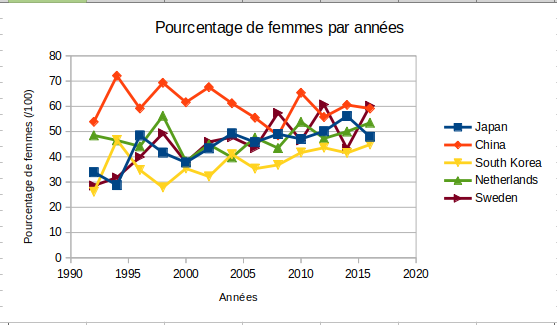 Pourcentage de femmes par années
Pourcentage de femmes (/100)
80
70
60
50
40
30
20
10
0
1990 1995 2000 2005 2010 2015 2020
Années
Japan
China
South Korea
Netherlands
Sweden